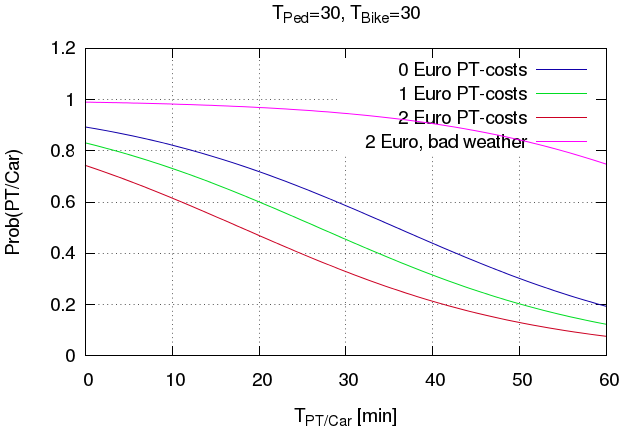 T_Ped=30, T_Bike=30
1.2
0 Euro PT-costs
1 Euro PT-costs
2 Euro PT-costs
2 Euro, bad weather
1
0.8
0.6
0.4
0.2
0
Prob(PT/Car)
0 10 20 30 40 50 60
T_PT/Car [min]